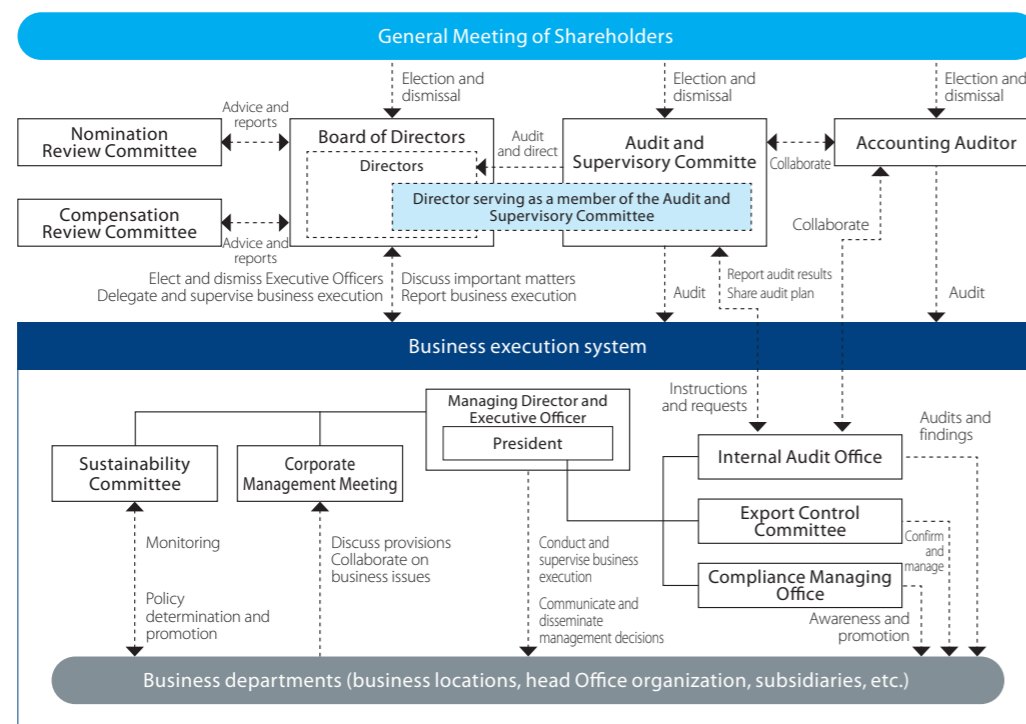 General Meeting of Shareholders
Election and
dismissal
Election and
dismissal
Election and
dismissal
Nomination
Review Committee
Advice and
reports
Board of Directors
Directors
Audit
and direct
Audit and
Supervisory Committe
Collaborate
Accounting Auditor
Director serving as a member of the Audit and
Supervisory Committee
Compensation
Review Committee
Advice and
reports
Collaborate
Elect and dismiss Executive Officers
Delegate and supervise business execution
Discuss important matters
Report business execution
Audit
Report audit results
Share audit plan
Audit
Business execution system
Managing Director and
Executive Officer
President
Instructions
and requests
Audits and
findings
Sustainability
Committee
Corporate
Management Meeting
Internal Audit Office
Export Control
Committee
Confirm
and
manage
Compliance Managing
Office
Awareness and
promotion
Monitoring
Policy
determination and
promotion
Discuss provisions
Collaborate on
business issues
Conduct and
supervise business
execution
Communicate and
disseminate
management decisions
Business departments (business locations, head Office organization, subsidiaries, etc.)